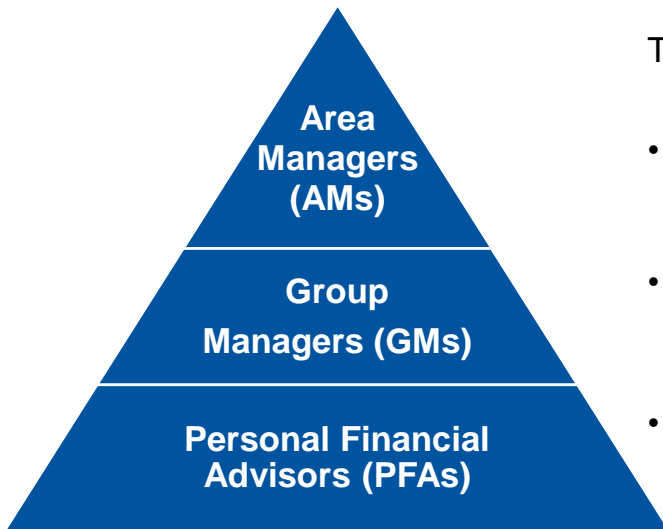 Area
Managers
(AMs)
Group
Managers (GMs)
Personal Financial
Advisors (PFAs)
T
•
•
•